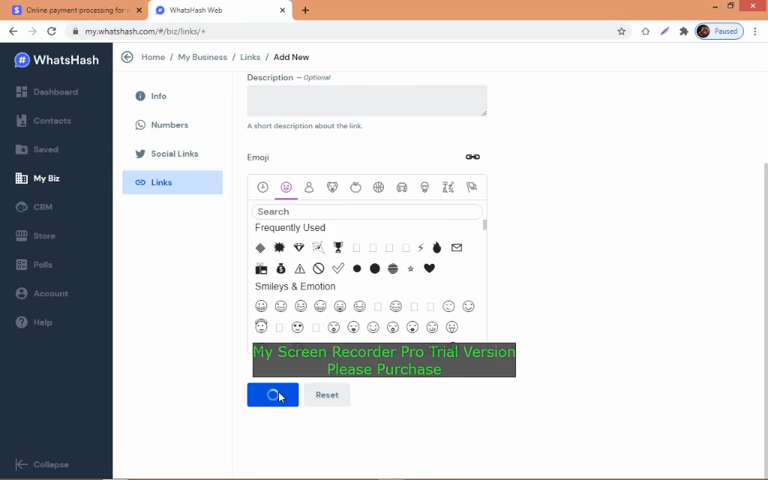 Online payment processing for
WhatsHash Web
my.whatshash.com/#/biz/links/+
Paused
WhatsHash
Home / My Business / Links / Add New
Dashboard
Contacts
Saved
My Biz
CRM
Store
Polls
Account
Help
Collapse
Info
Numbers
Social Links
Links
Description — Optional
A short description about the link.
Emoji
Search
Frequently Used
Smileys & Emotion
My Screen Recorder Pro Trial Version
Please Purchase
Reset